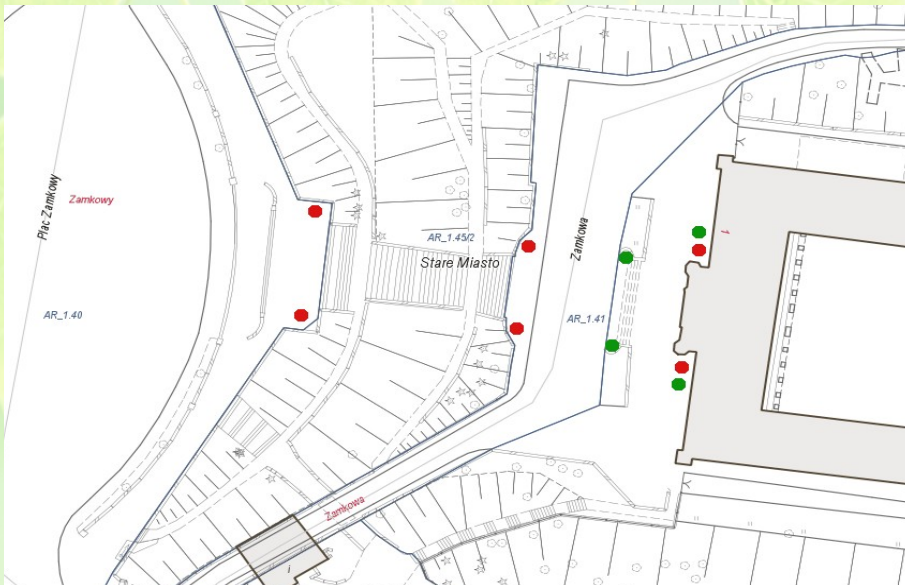 Plac Zamkowy
Zamkowy
AR_1.40
AR_1.45/2
Stare Miasto
Zamkowa
AR_1.41
1
Zamkowa
i